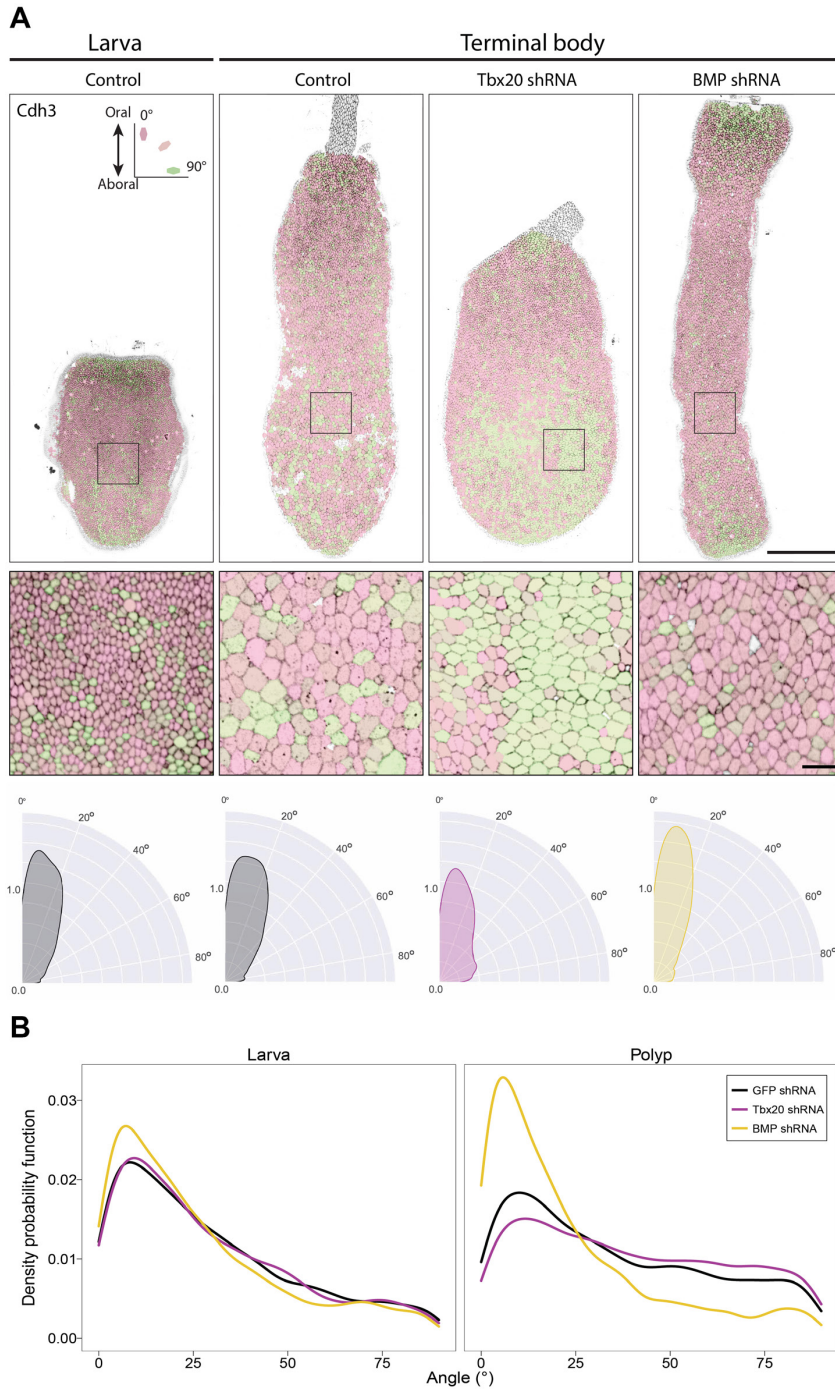 A
Larva Terminal body
Control Control Tbx20 shRNA BMP shRNA
Cdh3
Oral 0°
90°
Aboral
0° 0° 0° 0°
20° 20° 20° 20°
40° 40° 40° 40°
1.0 1.0 1.0 1.0
60° 60° 60° 60°
80° 80° 80° 80°
0.0 0.0 0.0 0.0
B
Larva Polyp
GFP shRNA
Tbx20 shRNA
BMP shRNA
Density probability function
0.03
0.02
0.01
0.00
0 25 50 75 0 25 50 75
Angle (°)